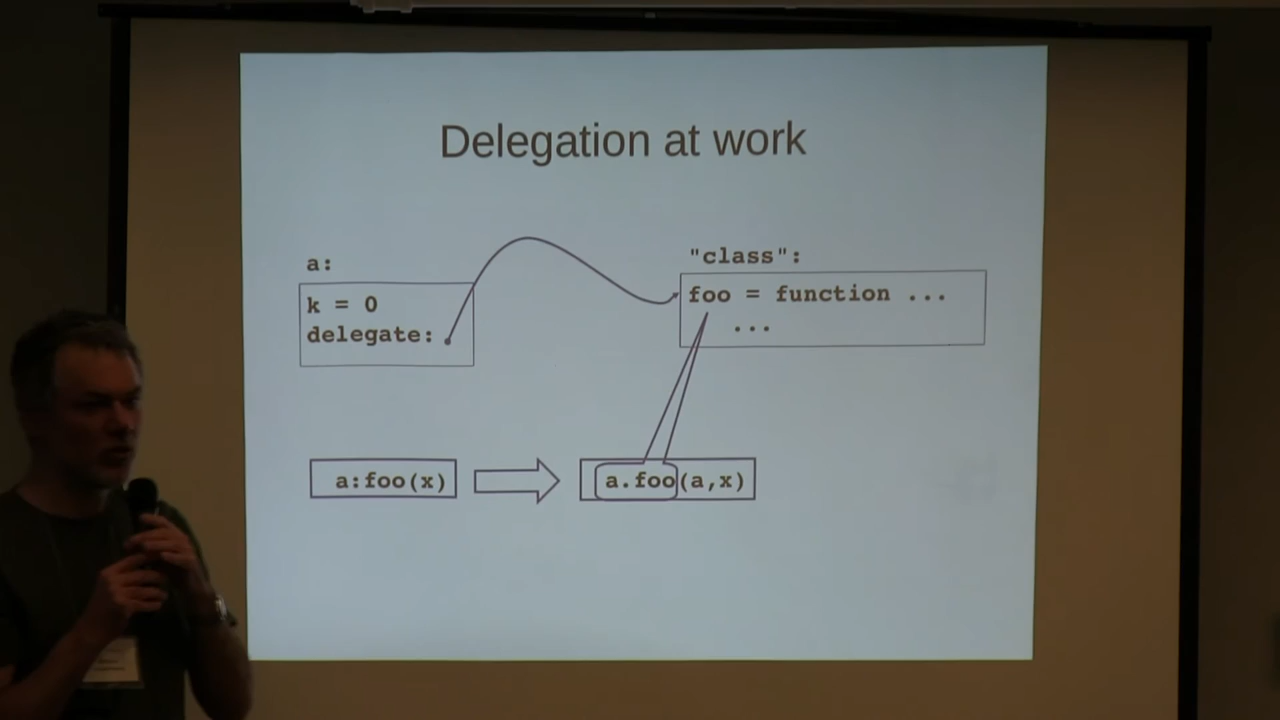 Delegation at work
a:
k = 0
delegate:
"class":
foo = function ...
...
a:foo(x)
a.foo(a,x)